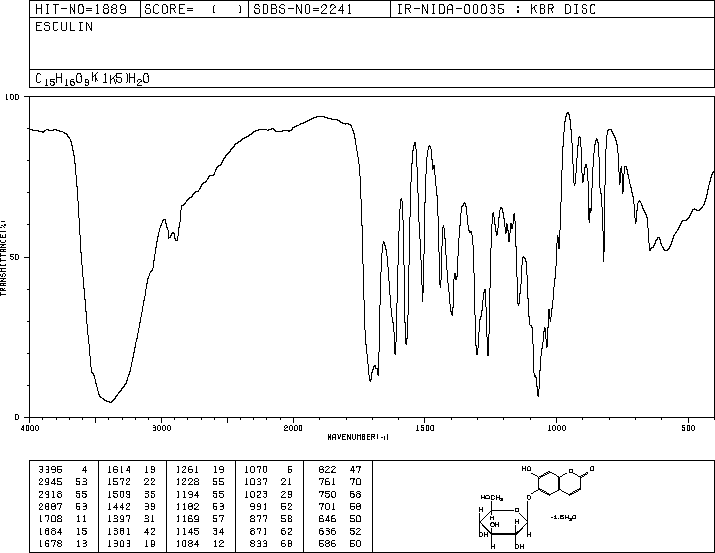 HIT-NO=1889 SCORE= ( ) SDBS-NO=2241 IR-NIDA-00035 : KBR DISC
ESCULIN
C15H16O9K1K5)H2O
100
TRANSMITTANCE(%)
50
0
4000 3000 2000 1500 1000 500
WAVENUMBER(-1)
3395 4 1614 19 1261 19 1070 6 822 47
2945 53 1572 22 1228 55 1037 21 761 70
2918 55 1509 35 1194 55 1023 29 750 68
2887 53 1442 39 1182 53 991 52 701 58
1708 11 1397 31 1169 57 877 58 646 50
1684 15 1381 42 1145 34 871 62 636 52
1678 13 1303 19 1084 12 833 68 586 50
HO O O
HOCH2 O
O
OH -1.5H2O
OH OH
H OH